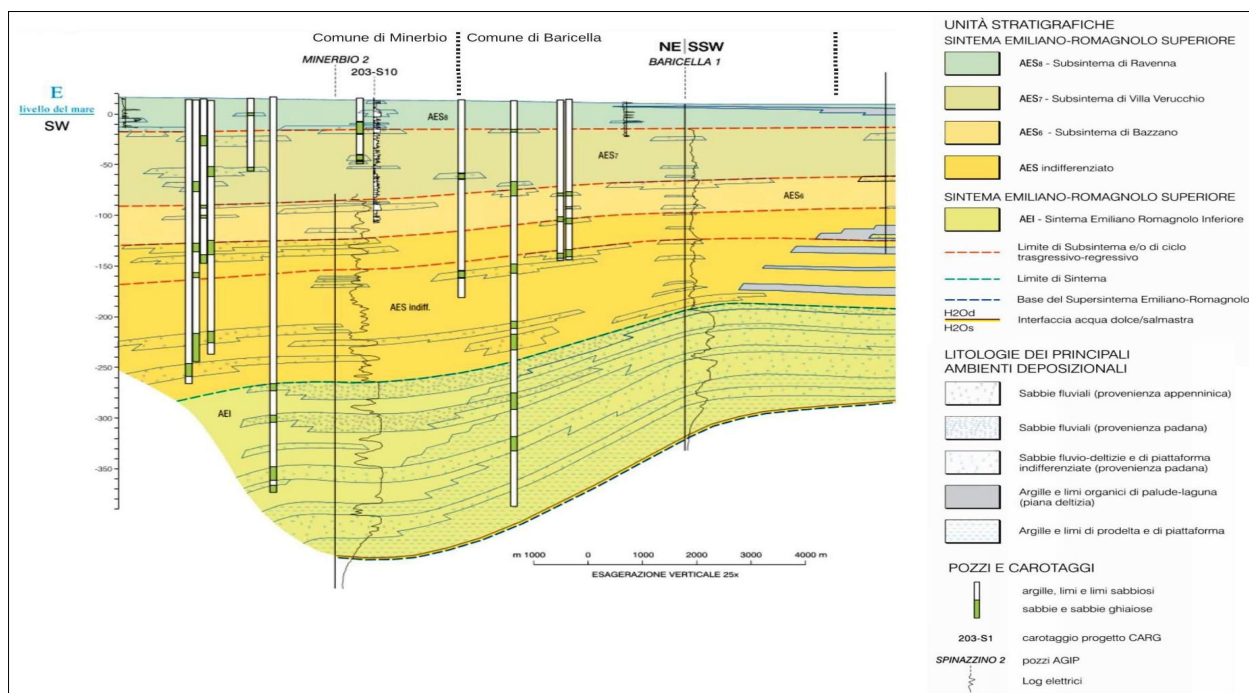 Comune di Minerbio
Comune di Baricella
MINERBIO 2
203-S10
NE|SSW
BARICELLA 1
E
livello del mare
SW
0
-50
-100
-150
-200
-250
-300
-350
AES8
AES7
AES6
AES indiff.
AEI
m 1000 0 1000 2000 3000 4000 m
ESAGERAZIONE VERTICALE 25x
UNITÀ STRATIGRAFICHE
SINTEMA EMILIANO-ROMAGNOLO SUPERIORE
AES8 - Subsintema di Ravenna
AES7 - Subsintema di Villa Verucchio
AES6 - Subsintema di Bazzano
AES indifferenziato
SINTEMA EMILIANO-ROMAGNOLO SUPERIORE
AEI - Sintema Emiliano Romagnolo Inferiore
Limite di Subsintema e/o di ciclo
trasgressivo-regressivo
Limite di Sintema
Base del Supersintema Emiliano-Romagnolo
H2Od
Interfaccia acqua dolce/salmastra
H2Os
LITOLOGIE DEI PRINCIPALI
AMBIENTI DEPOSIZIONALI
Sabbie fluviali (provenienza appenninica)
Sabbie fluviali (provenienza padana)
Sabbie fluvio-deltizie e di piattaforma
indifferenziate (provenienza padana)
Argille e limi organici di palude-laguna
(piana deltizia)
Argille e limi di prodelta e di piattaforma
POZZI E CAROTAGGI
argille, limi e limi sabbiosi
sabbie e sabbie ghiaiose
203-S1 carotaggio progetto CARG
SPINAZZINO 2 pozzi AGIP
Log elettrici